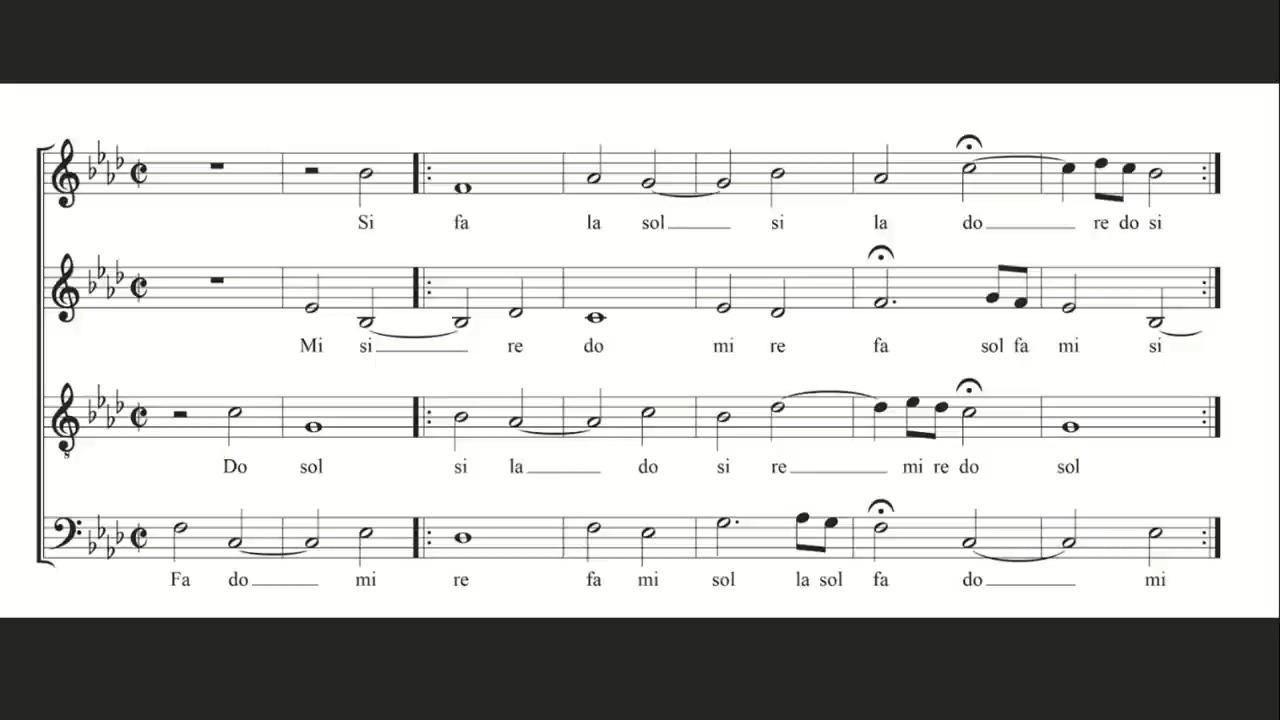 Si fa la sol si la do re do si
Mi si re do mi re fa sol fa mi si
Do sol si la do si re mi re do sol
Fa do mi re fa mi sol la sol fa do mi